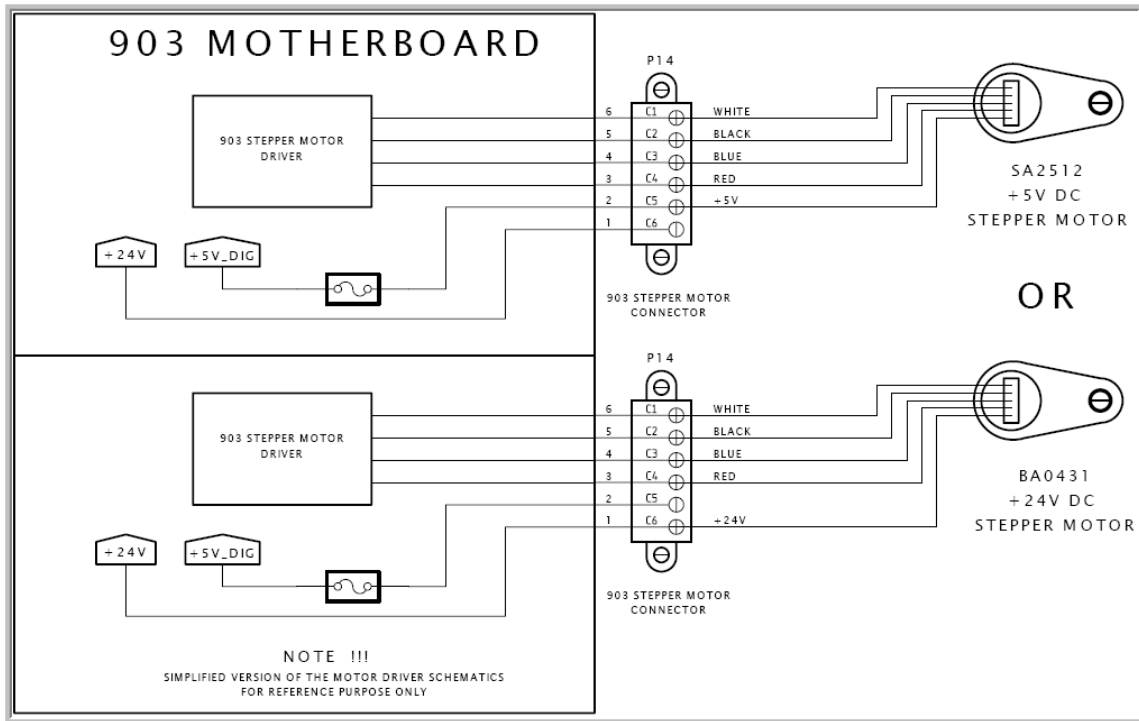 903 MOTHERBOARD
903 STEPPER MOTOR
DRIVER
+24V
+5V_DIG
6
5
4
3
2
1
P14
C1
C2
C3
C4
C5
C6
WHITE
BLACK
BLUE
RED
+5V
903 STEPPER MOTOR
CONNECTOR
SA2512
+5V DC
STEPPER MOTOR
OR
903 STEPPER MOTOR
DRIVER
+24V
+5V_DIG
6
5
4
3
2
1
P14
C1
C2
C3
C4
C5
C6
WHITE
BLACK
BLUE
RED
+24V
903 STEPPER MOTOR
CONNECTOR
BA0431
+24V DC
STEPPER MOTOR
NOTE !!!
SIMPLIFIED VERSION OF THE MOTOR DRIVER SCHEMATICS
FOR REFERENCE PURPOSE ONLY